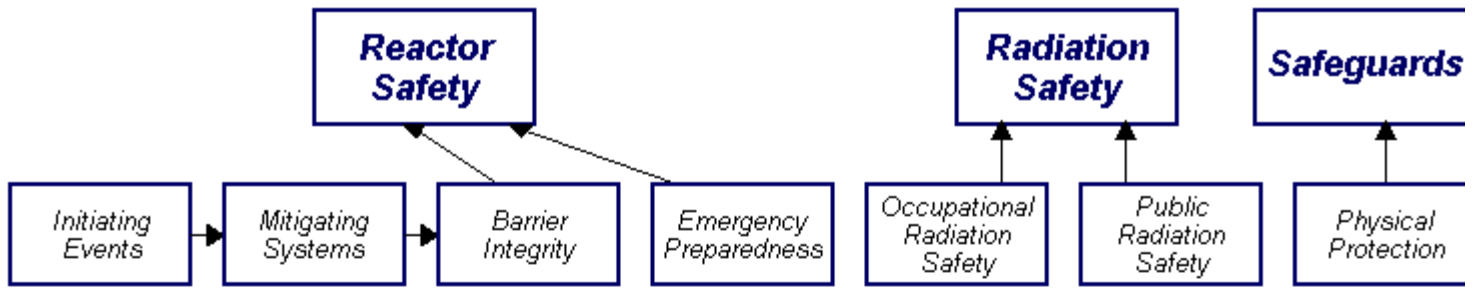 Reactor
Safety
Radiation
Safety
Safeguards
Initiating
Events
Mitigating
Systems
Barrier
Integrity
Emergency
Preparedness
Occupational
Radiation
Safety
Public
Radiation
Safety
Physical
Protection